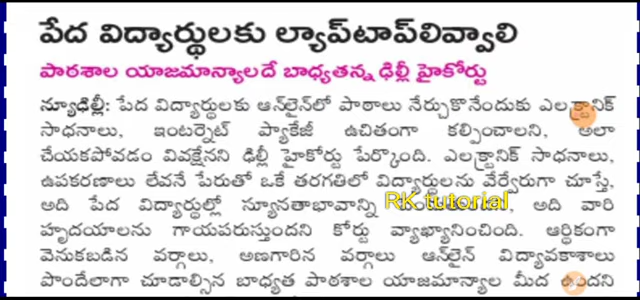 పేద విద్యార్థులకు ల్యాప్‌టాప్‌లివ్వాలి
పాఠశాల యాజమాన్యాలదే బాధ్యతన్న ఢిల్లీ హైకోర్టు
న్యూఢిల్లీ: పేద విద్యార్థులకు ఆన్‌లైన్‌లో పాఠాలు నేర్చుకొనేందుకు ఎలక్ట్రానిక్
సాధనాలు, ఇంటర్నెట్ ప్యాకేజీ ఉచితంగా కల్పించాలని, అలా
చేయకపోవడం వివక్షేనని ఢిల్లీ హైకోర్టు పేర్కొంది. ఎలక్ట్రానిక్ సాధనాలు,
ఉపకరణాలు లేవనే పేరుతో ఒకే తరగతిలో విద్యార్థులను నేర్వేరుగా చూస్తే,
RK tutorial
అది పేద విద్యార్థుల్లో న్యూనతాభావాన్ని అది వారి
హృదయాలను గాయపరుస్తుందని కోర్టు వ్యాఖ్యానించింది. ఆర్థికంగా
వెనుకబడిన వర్గాలు, అణగారిన వర్గాలు ఆన్‌లైన్ విద్యావకాశాలు
పొందేలాగా చూడాల్సిన బాధ్యత పాఠశాల యాజమాన్యాల మీద ఉందని